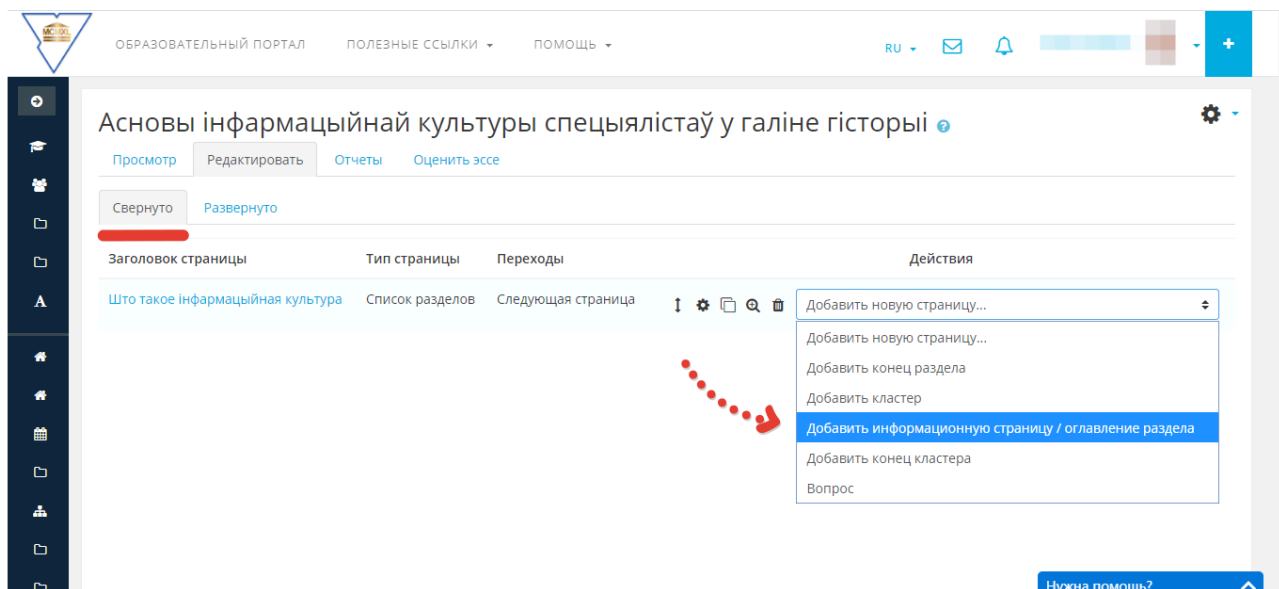 MCMXXI
ОБРАЗОВАТЕЛЬНЫЙ ПОРТАЛ ПОЛЕЗНЫЕ ССЫЛКИ ПОМОЩЬ RU
Асновы інфармацыйнай культуры спецыялістаў у галіне гісторыі
Просмотр Редактировать Отчеты Оценить эссе
Свернуто Развернуто
Заголовок страницы Тип страницы Переходы Действия
Што такое інфармацыйная культура Список разделов Следующая страница Добавить новую страницу...
Добавить новую страницу...
Добавить конец раздела
Добавить кластер
Добавить информационную страницу / оглавление раздела
Добавить конец кластера
Вопрос
Нужна помощь?